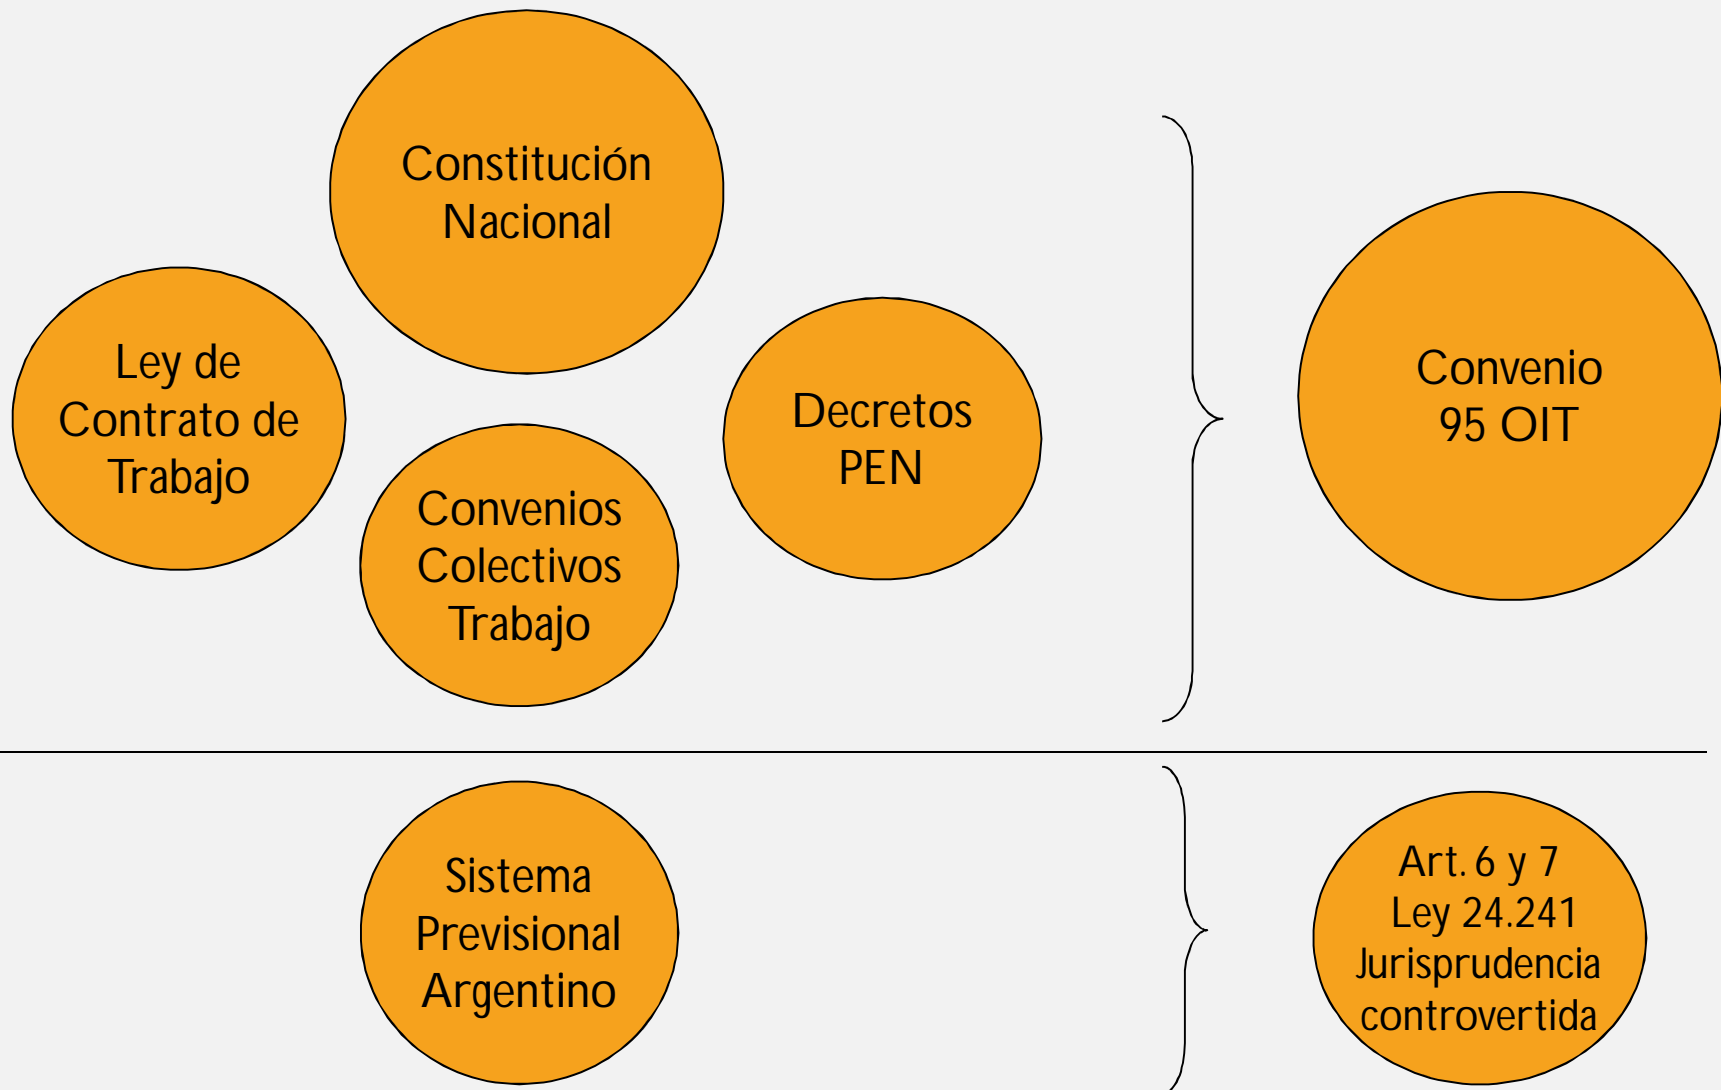 Constitución
Nacional
Ley de
Contrato de
Trabajo
Convenios
Colectivos
Trabajo
Decretos
PEN
Convenio
95 OIT
Sistema
Previsional
Argentino
Art. 6 y 7
Ley 24.241
Jurisprudencia
controvertida